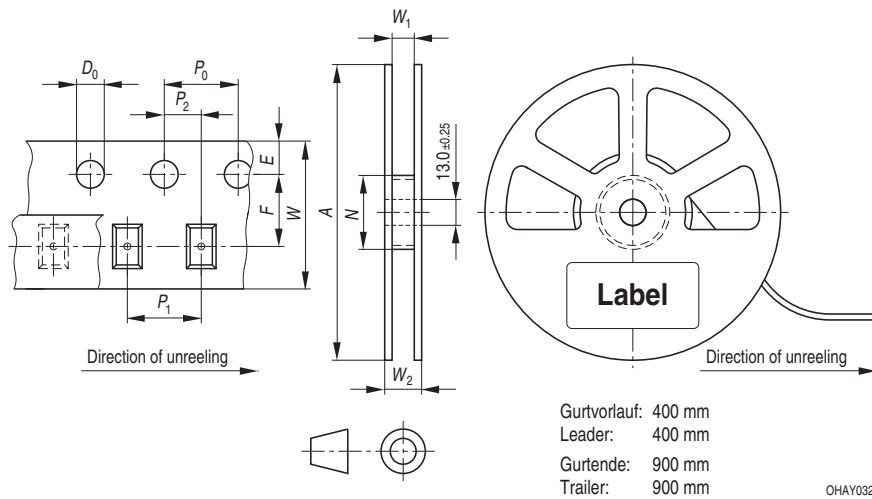 W1
D0
P0
P2
E
F
W
A
N
13.0 ±0.25
P1
Label
Direction of unreeling
W2
Direction of unreeling
Gurtvorlauf: 400 mm
Leader: 400 mm
Gurtende: 900 mm
Trailer: 900 mm
OHAY032